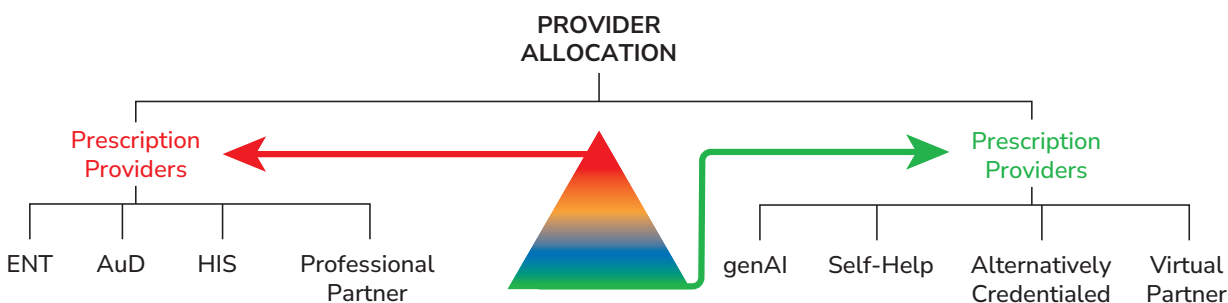 PROVIDER
ALLOCATION
Prescription
Providers
Prescription
Providers
ENT
AuD
HIS
Professional
Partner
genAI
Self-Help
Alternatively
Credentialed
Virtual
Partner